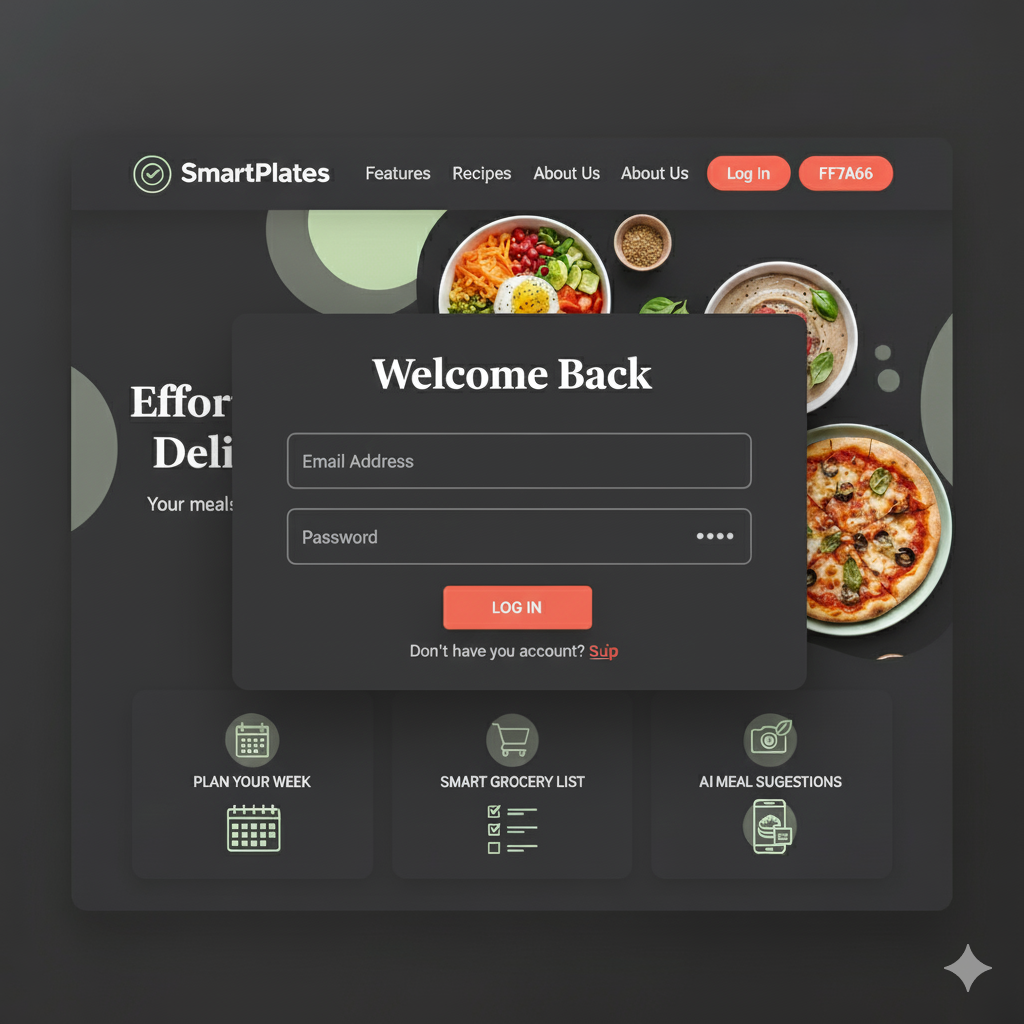 SmartPlates Features Recipes About Us About Us Log In FF7A66
Effor
Deli
Your meals
Welcome Back
Email Address
Password ••••
LOG IN
Don't have you account? Sup
PLAN YOUR WEEK
SMART GROCERY LIST
AI MEAL SUGESTIONS